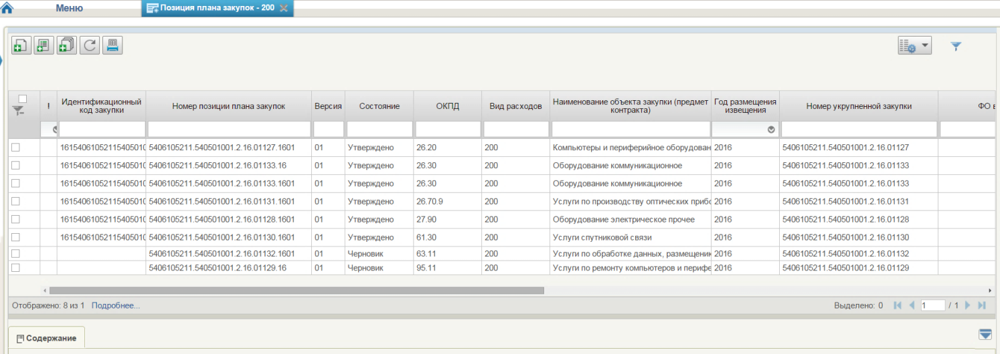 Меню Позиция плана закупок - 200
! Идентификационный код закупки Номер позиции плана закупок Версия Состояние ОКПД Вид расходов Наименование объекта закупки (предмет контракта) Год размещения извещения Номер укрупненной закупки ФО в
16154061052115405010 5406105211.540501001.2.16.01127.1601 01 Утверждено 26.20 200 Компьютеры и периферийное оборудован 2016 5406105211.540501001.2.16.01127
16154061052115405010 5406105211.540501001.2.16.01133.16 01 Утверждено 26.30 200 Оборудование коммуникационное 2016 5406105211.540501001.2.16.01133
16154061052115405010 5406105211.540501001.2.16.01133.1601 01 Утверждено 26.30 200 Оборудование коммуникационное 2016 5406105211.540501001.2.16.01133
16154061052115405010 5406105211.540501001.2.16.01131.1601 01 Утверждено 26.70.9 200 Услуги по производству оптических прибо 2016 5406105211.540501001.2.16.01131
16154061052115405010 5406105211.540501001.2.16.01128.1601 01 Утверждено 27.90 200 Оборудование электрическое прочее 2016 5406105211.540501001.2.16.01128
16154061052115405010 5406105211.540501001.2.16.01130.1601 01 Утверждено 61.30 200 Услуги спутниковой связи 2016 5406105211.540501001.2.16.01130
5406105211.540501001.2.16.01132.1601 01 Черновик 63.11 200 Услуги по обработке данных, размещени 2016 5406105211.540501001.2.16.01132
5406105211.540501001.2.16.01129.16 01 Черновик 95.11 200 Услуги по ремонту компьютеров и перифе 2016 5406105211.540501001.2.16.01129
Отображено: 8 из 1 Подробнее... Выделено: 0 1 / 1
Содержание